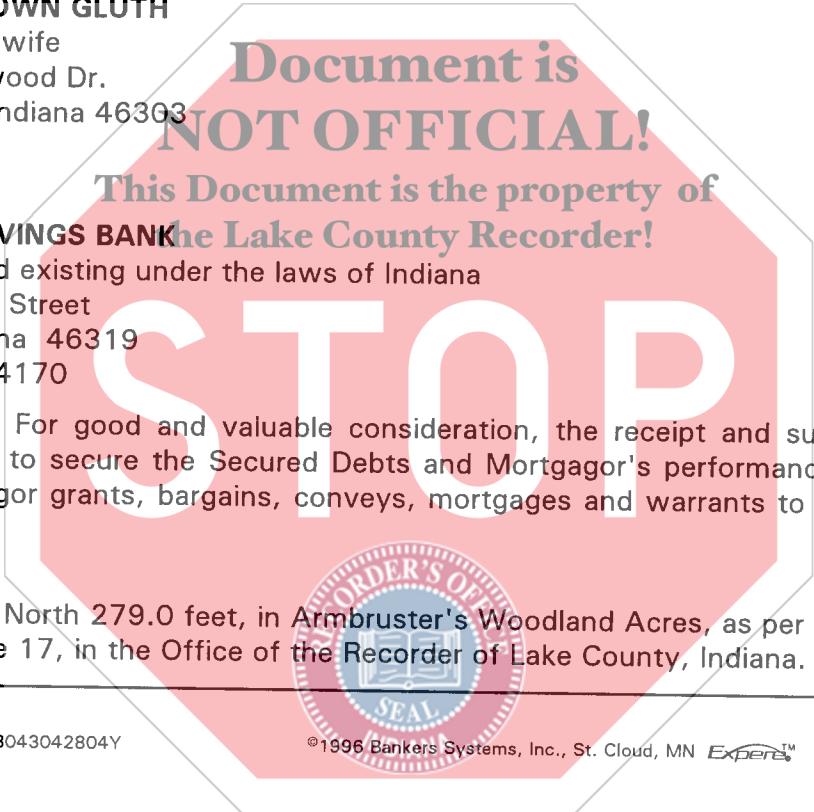 OWN GLUTH
wife
ood Dr.
ndiana 46303
Document is
NOT OFFICIAL!
This Document is the property of
the Lake County Recorder!
VINGS BANK
d existing under the laws of Indiana
Street
na 46319
4170
STOP
For good and valuable consideration, the receipt and su
to secure the Secured Debts and Mortgagor's performanc
gor grants, bargains, conveys, mortgages and warrants to
RECORDER'S OFFICE
North 279.0 feet, in Armbruster's Woodland Acres, as per
e 17, in the Office of the Recorder of Lake County, Indiana.
SEAL
INDIANA
3043042804Y
©1996 Bankers Systems, Inc., St. Cloud, MN Expere™